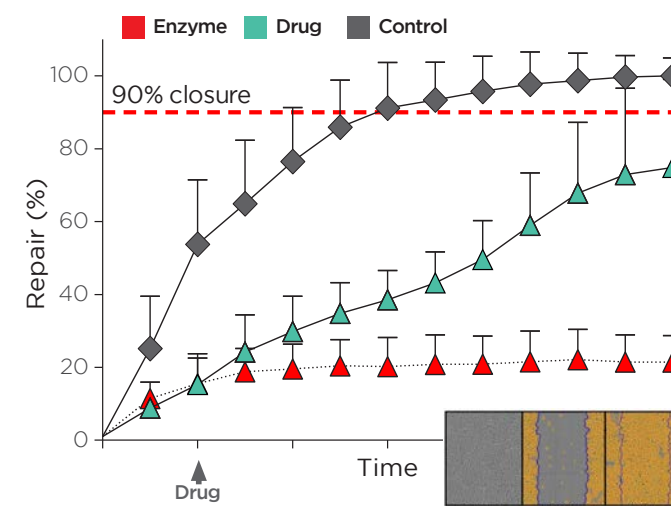 Enzyme Drug Control
100
90% closure
80
60
40
20
0
Repair (%)
Time
Drug